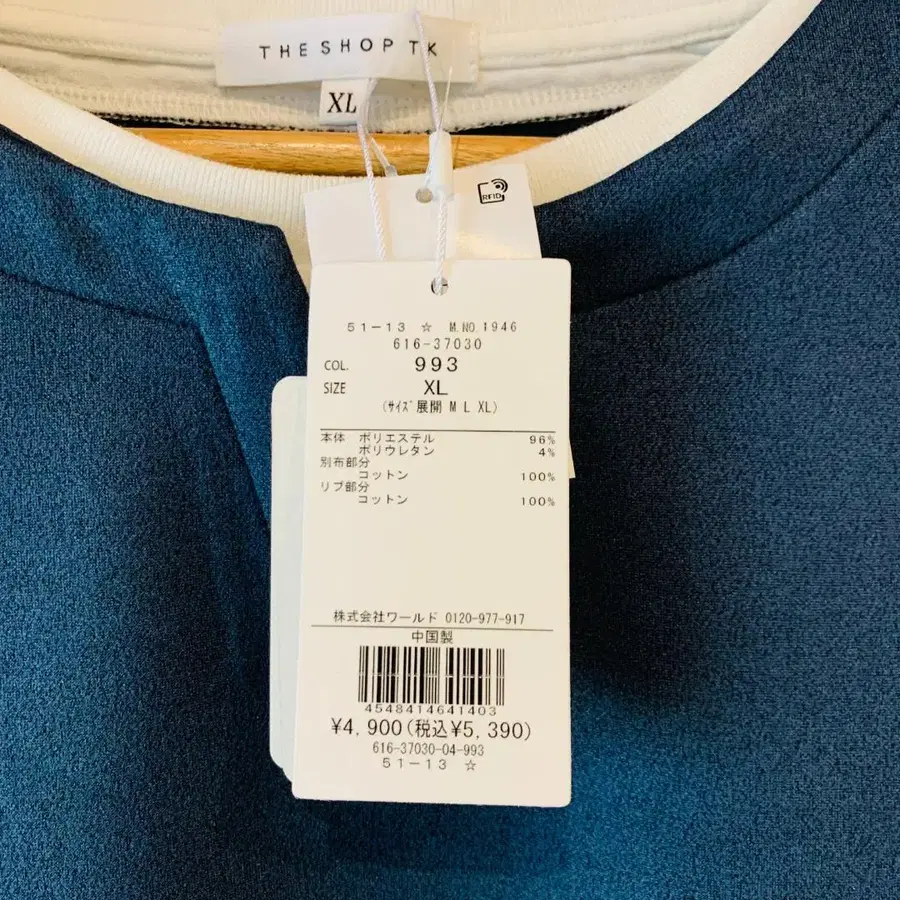 THE SHOP TK
XL
RFID
51-13 ☆ M.NO.1946
616-37030
COL. 993
SIZE XL
(ｻｲｽﾞ展開 M L XL)
本体 ポリエステル 96%
ポリウレタン 4%
別布部分
コットン 100%
リブ部分
コットン 100%
株式会社ワールド 0120-977-917
中国製
4548414641403
¥4,900(税込¥5,390)
616-37030-04-993
51-13 ☆